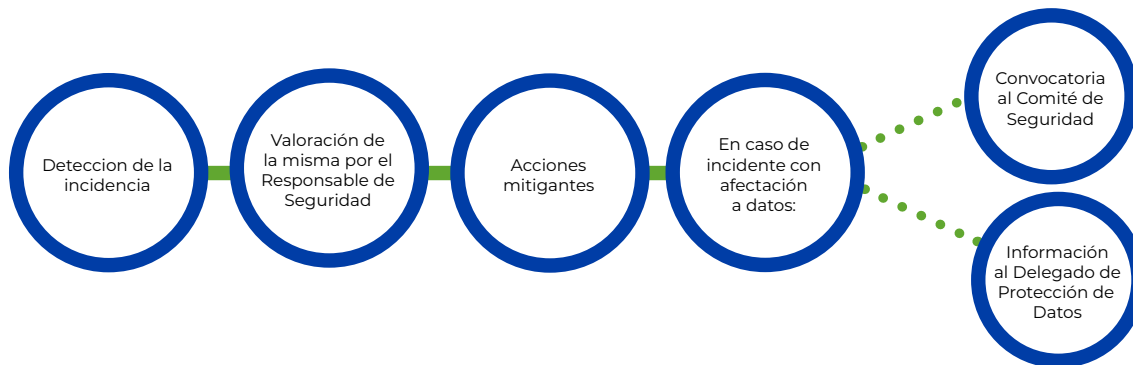 Deteccion de la
incidencia
Valoración de
la misma por el
Responsable de
Seguridad
Acciones
mitigantes
En caso de
incidente con
afectación
a datos:
Convocatoria
al Comité de
Seguridad
Información
al Delegado de
Protección de
Datos